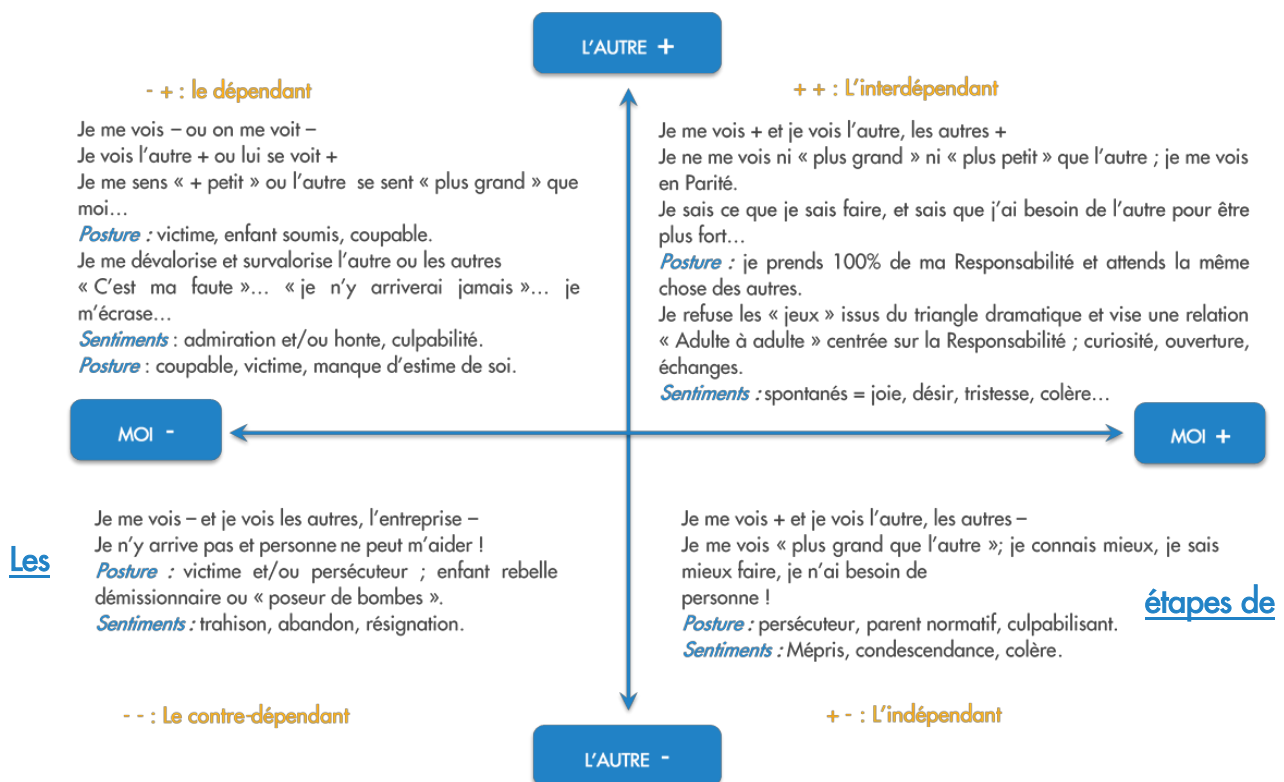 L'AUTRE +
- + : le dépendant
Je me vois – ou on me voit –
Je vois l'autre + ou lui se voit +
Je me sens « + petit » ou l'autre se sent « plus grand » que
moi…
Posture : victime, enfant soumis, coupable.
Je me dévalorise et survalorise l'autre ou les autres
« C'est ma faute »… « je n'y arriverai jamais »… je
m'écrase…
Sentiments : admiration et/ou honte, culpabilité.
Posture : coupable, victime, manque d'estime de soi.
+ + : L'interdépendant
Je me vois + et je vois l'autre, les autres +
Je ne me vois ni « plus grand » ni « plus petit » que l'autre ; je me vois
en Parité.
Je sais ce que je sais faire, et sais que j'ai besoin de l'autre pour être
plus fort…
Posture : je prends 100% de ma Responsabilité et attends la même
chose des autres.
Je refuse les « jeux » issus du triangle dramatique et vise une relation
« Adulte à adulte » centrée sur la Responsabilité ; curiosité, ouverture,
échanges.
Sentiments : spontanés = joie, désir, tristesse, colère…
MOI -
MOI +
Les
Je me vois – et je vois les autres, l'entreprise –
Je n'y arrive pas et personne ne peut m'aider !
Posture : victime et/ou persécuteur ; enfant rebelle
démissionnaire ou « poseur de bombes ».
Sentiments : trahison, abandon, résignation.
- - : Le contre-dépendant
Je me vois + et je vois l'autre, les autres –
Je me vois « plus grand que l'autre »; je connais mieux, je sais
mieux faire, je n'ai besoin de
personne !
Posture : persécuteur, parent normatif, culpabilisant.
Sentiments : Mépris, condescendance, colère.
étapes de
+ - : L'indépendant
L'AUTRE -